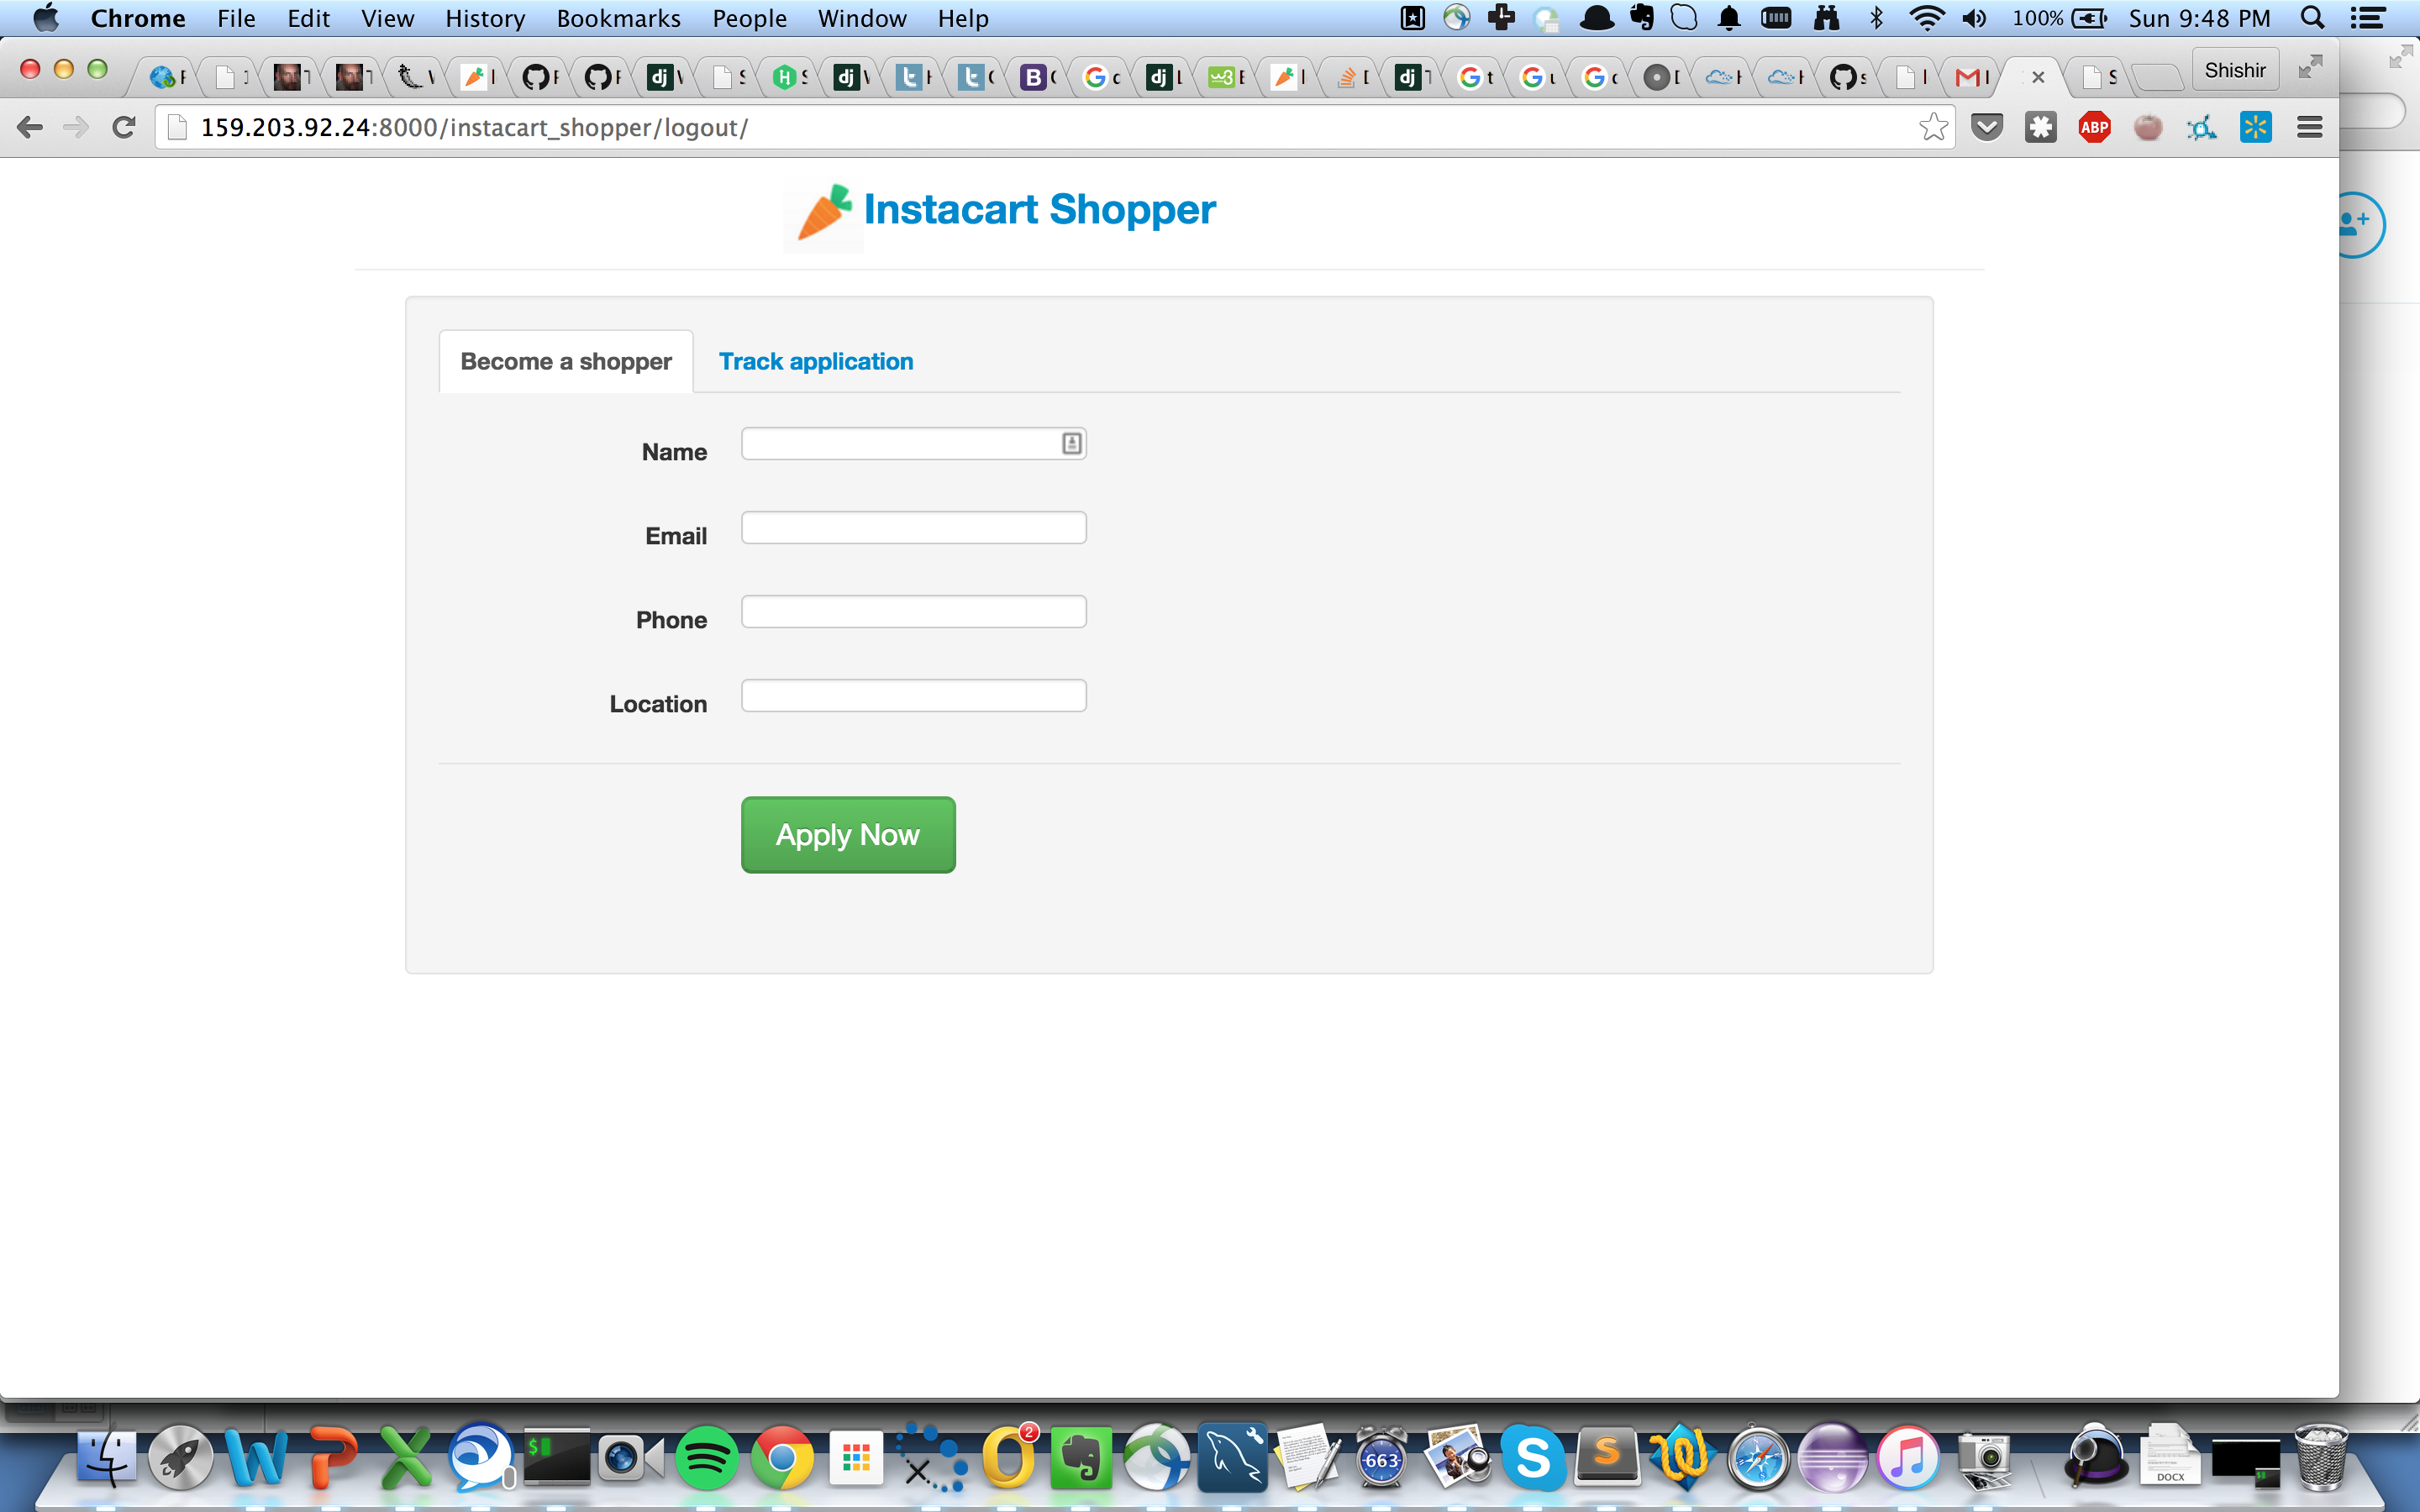 Chrome File Edit View History Bookmarks People Window Help 100% Sun 9:48 PM
Shishir
159.203.92.24:8000/instacart_shopper/logout/
ABP
Instacart Shopper
Become a shopper Track application
Name
Email
Phone
Location
Apply Now
2
-663
DOCX